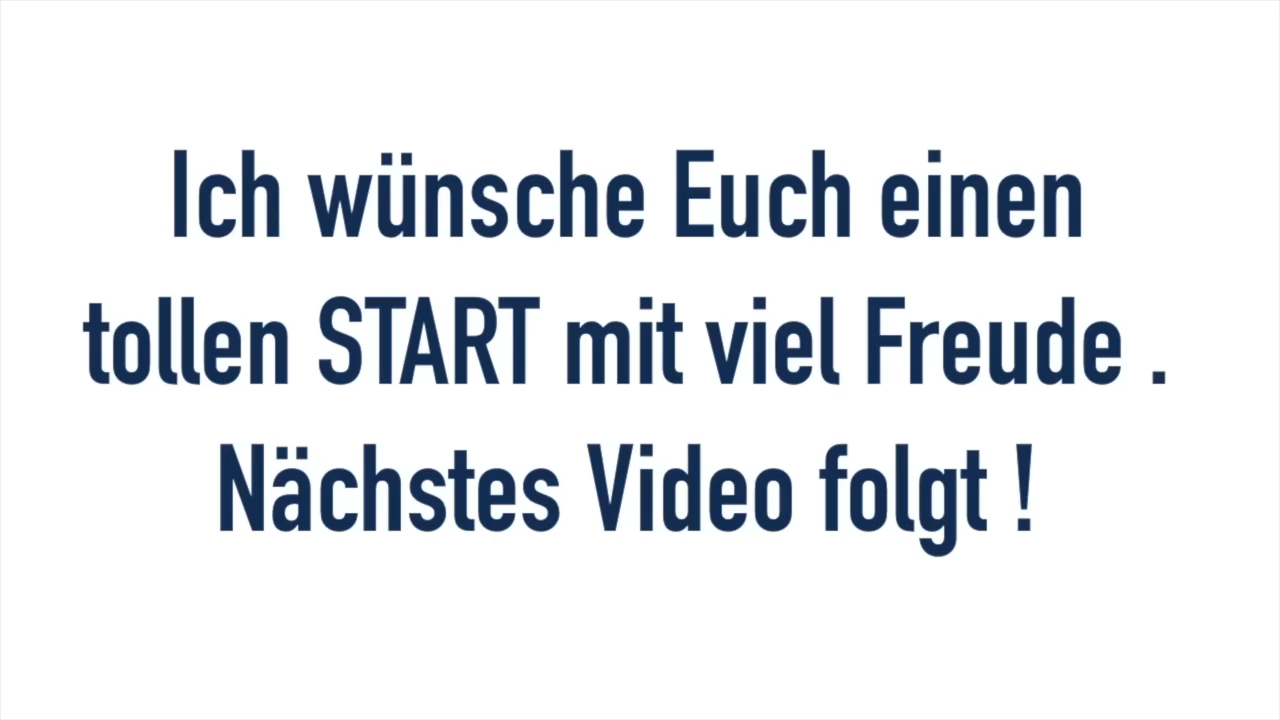 Ich wünsche Euch einen
tollen START mit viel Freude .
Nächstes Video folgt !